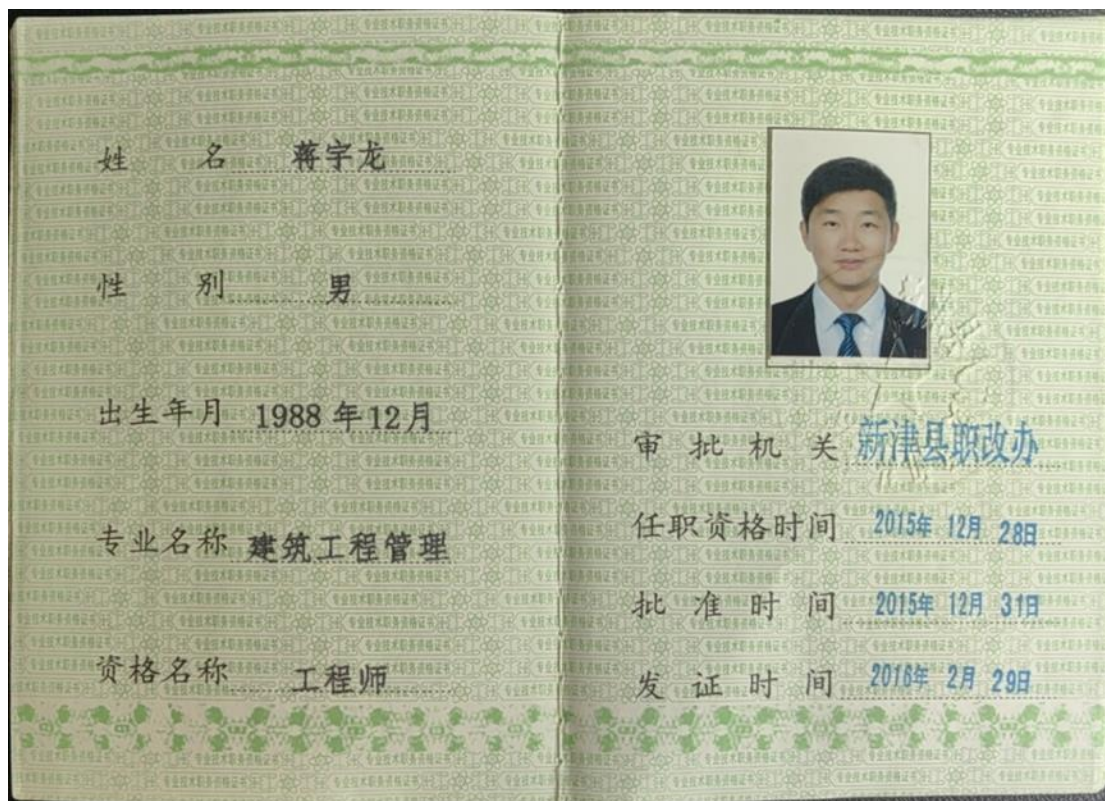 姓 名 蒋宇龙
性 别 男
出生年月 1988年12月
专业名称 建筑工程管理
资格名称 工程师
审批机关 新津县职改办
任职资格时间 2015年 12月 28日
批准时间 2015年 12月 31日
发证时间 2016年 2月 29日